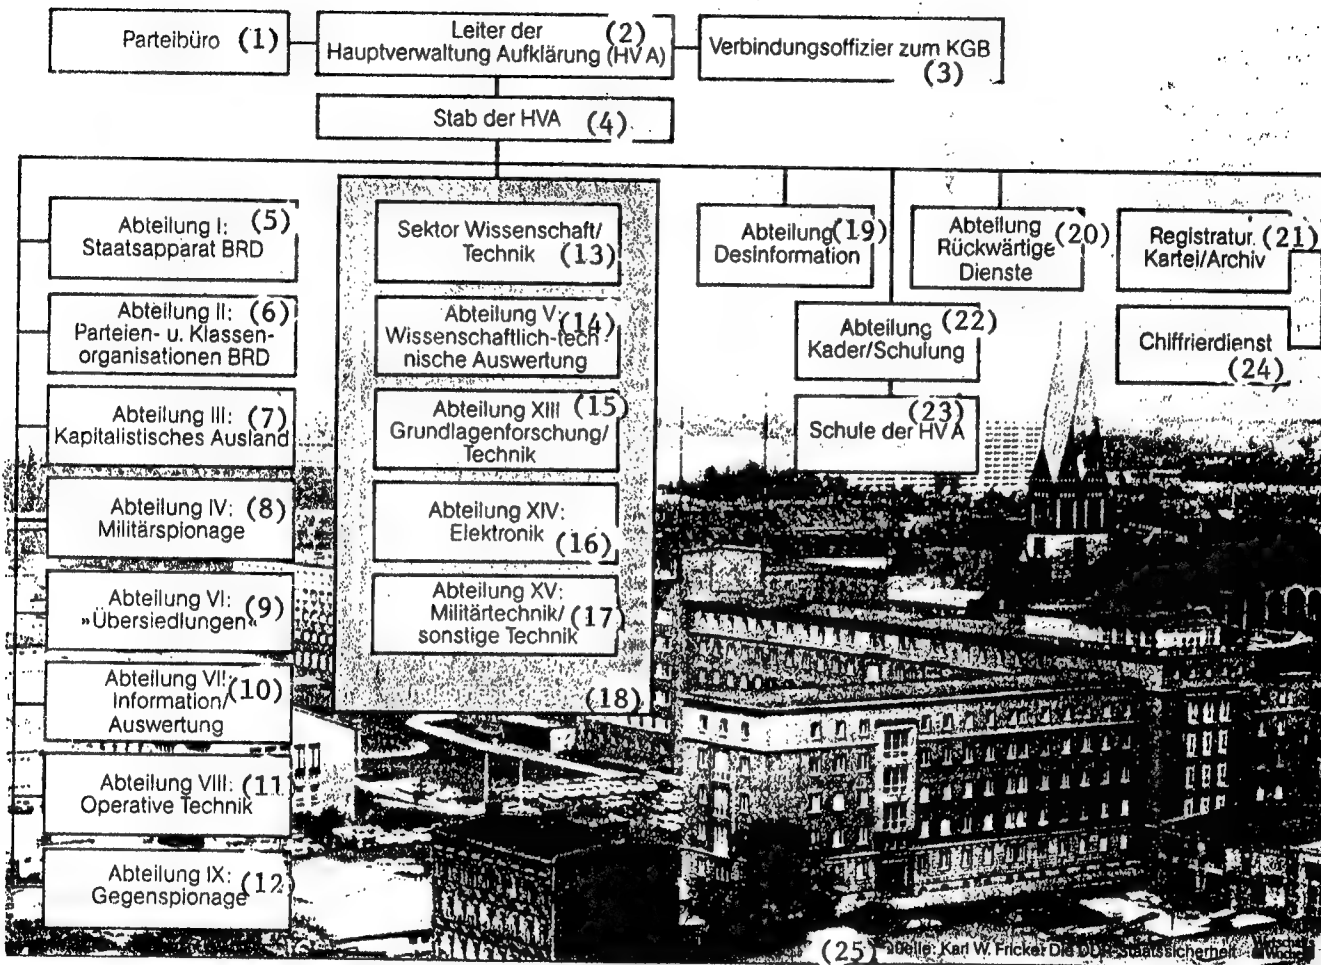 Parteibüro (1)
Leiter der (2)
Hauptverwaltung Aufklärung (HV A)
Verbindungsoffizier zum KGB
(3)
Stab der HVA (4)
Abteilung I: (5)
Staatsapparat BRD
Abteilung II: (6)
Parteien- u. Klassen-
organisationen BRD
Abteilung III: (7)
Kapitalistisches Ausland
Abteilung IV: (8)
Militärspionage
Abteilung VI: (9)
»Übersiedlungen«
Abteilung VII: (10)
Information/
Auswertung
Abteilung VIII: (11)
Operative Technik
Abteilung IX: (12)
Gegenspionage
Sektor Wissenschaft/
Technik (13)
Abteilung V: (14)
Wissenschaftlich-tech-
nische Auswertung
Abteilung XIII (15)
Grundlagenforschung/
Technik
Abteilung XIV:
Elektronik (16)
Abteilung XV:
Militärtechnik/ (17)
sonstige Technik
(18)
Abteilung (19)
Desinformation
Abteilung (20)
Rückwärtige
Dienste
Registratur. (21)
Kartei/Archiv
Abteilung (22)
Kader/Schulung
(23)
Schule der HV A
Chiffrierdienst
(24)
(25) Quelle: Karl W. Fricke: Die DDR-Staatssicherheit